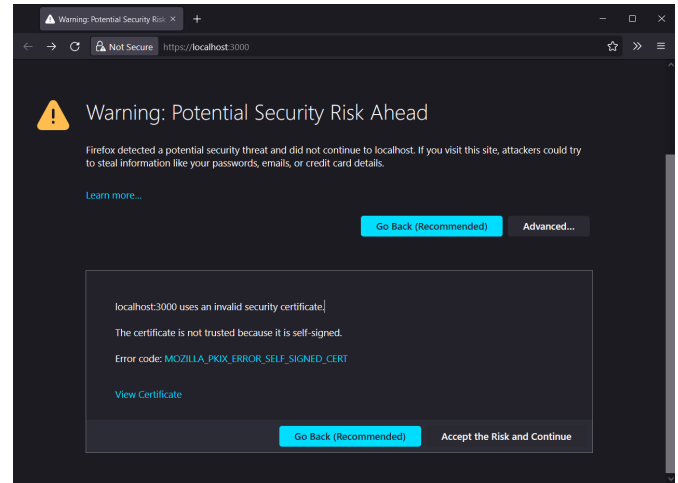 Warning: Potential Security Risk
Not Secure https://localhost:3000
Warning: Potential Security Risk Ahead
Firefox detected a potential security threat and did not continue to localhost. If you visit this site, attackers could try
to steal information like your passwords, emails, or credit card details.
Learn more...
Go Back (Recommended) Advanced...
localhost:3000 uses an invalid security certificate.
The certificate is not trusted because it is self-signed.
Error code: MOZILLA_PKIX_ERROR_SELF_SIGNED_CERT
View Certificate
Go Back (Recommended) Accept the Risk and Continue